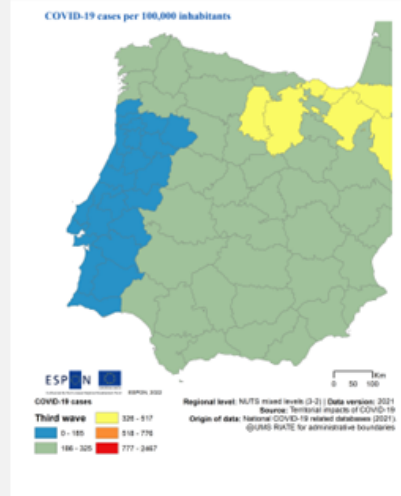 COVID-19 cases per 100,000 inhabitants
Km
0 50 100
ESPON
ESPON, 2022
COVID-19 cases
Third wave
0 - 185
186 - 325
326 - 517
518 - 776
777 - 2467
Regional level: NUTS mixed levels (3-2) | Data version: 2021
Source: Territorial impacts of COVID-19
Origin of data: National COVID-19 related databases (2021)
@UMS RIATE for administrative boundaries